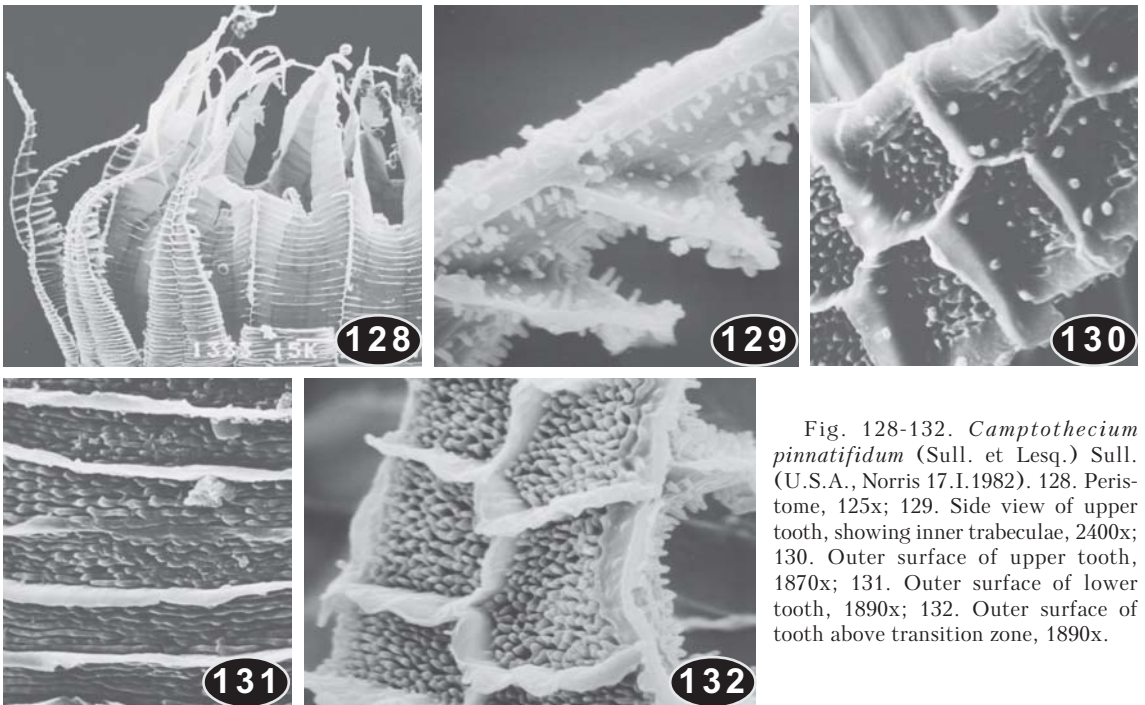 1333 15K
128
129
130
131
132
Fig. 128-132. Camptothecium
pinnatifidum (Sull. et Lesq.) Sull.
(U.S.A., Norris 17.I.1982). 128. Peris-
tome, 125x; 129. Side view of upper
tooth, showing inner trabeculae, 2400x;
130. Outer surface of upper tooth,
1870x; 131. Outer surface of lower
tooth, 1890x; 132. Outer surface of
tooth above transition zone, 1890x.